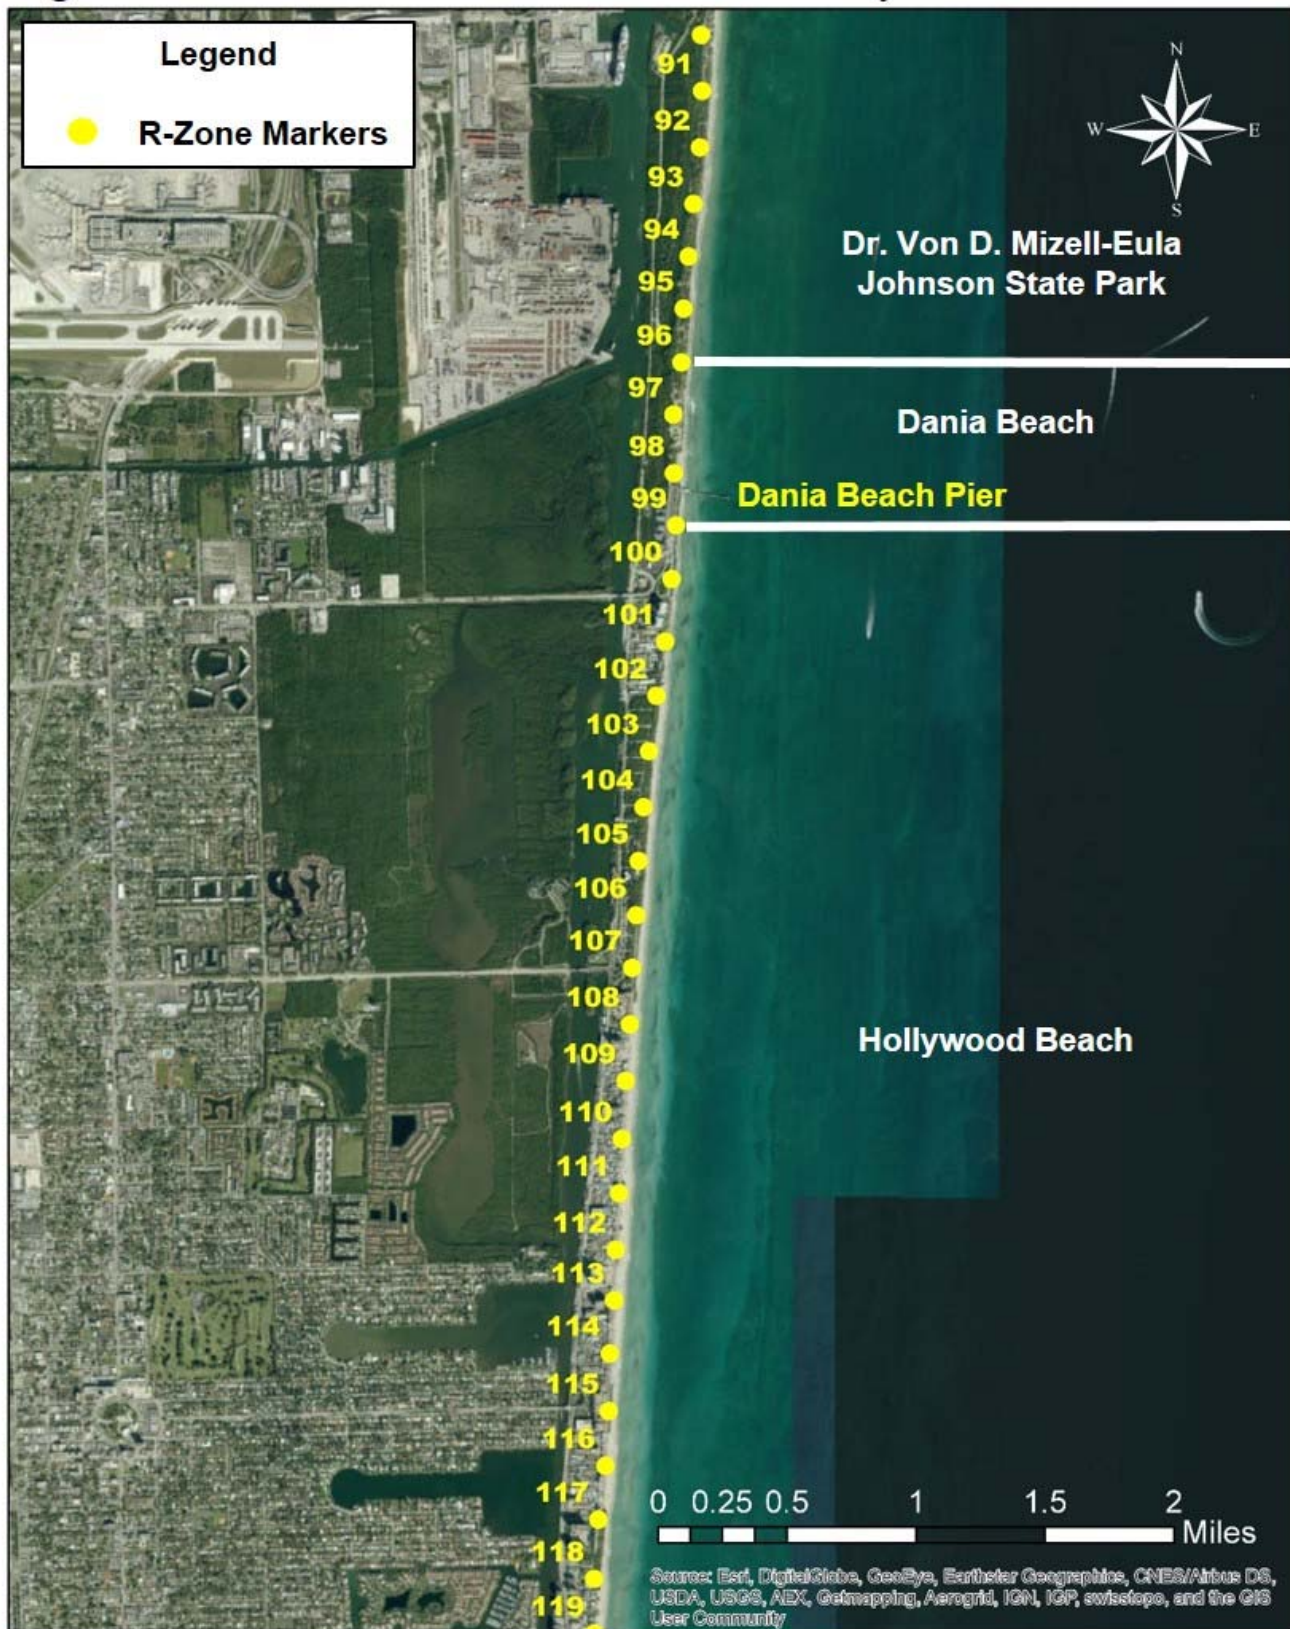 Legend
R-Zone Markers
N
W
E
S
91
92
93
94
95
96
97
98
99
100
101
102
103
104
105
106
107
108
109
110
111
112
113
114
115
116
117
118
119
Dr. Von D. Mizell-Eula
Johnson State Park
Dania Beach
Dania Beach Pier
Hollywood Beach
0 0.25 0.5 1 1.5 2
Miles
Source: Esri, DigitalGlobe, GeoEye, Earthstar Geographics, CNES/Airbus DS,
USDA, USGS, AEX, Getmapping, Aerogrid, IGN, IGP, swisstopo, and the GIS
User Community